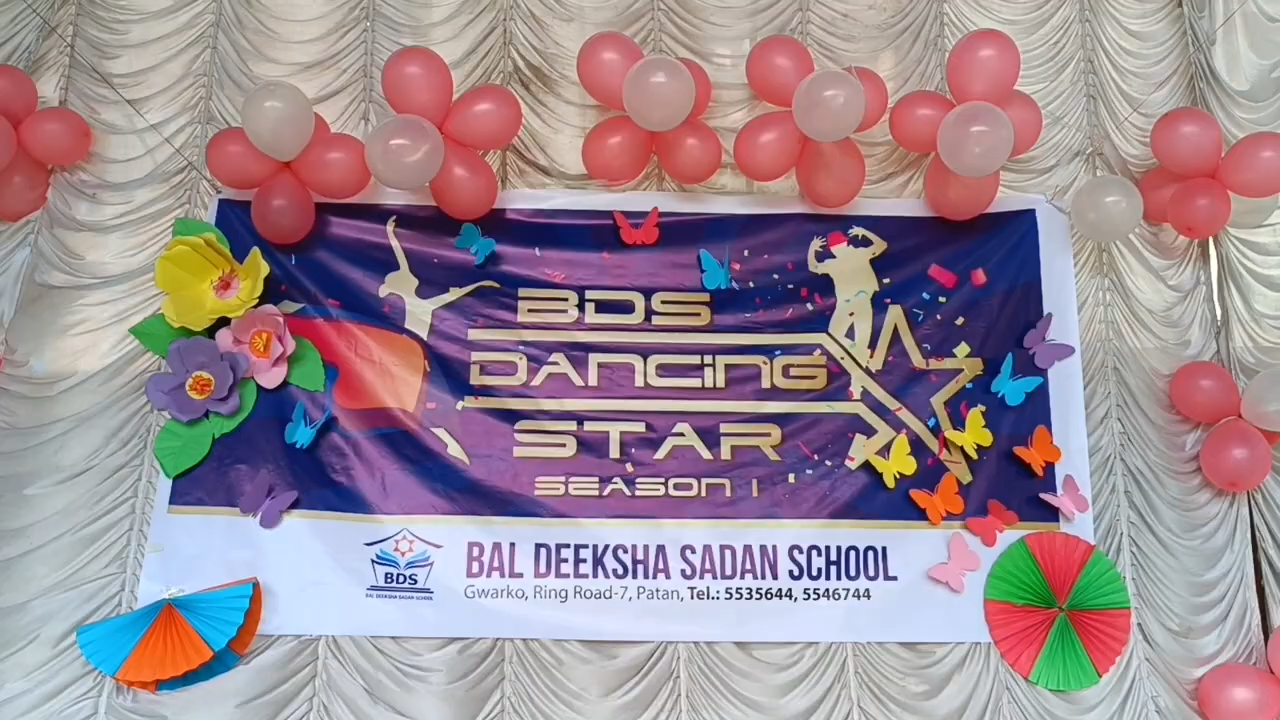 BDS
DANCiNG
STAR
SEASON 1
BDS
BAL DEEKSHA SADAN SCHOOL
BAL DEEKSHA SADAN SCHOOL
Gwarko, Ring Road-7, Patan, Tel.: 5535644, 5546744